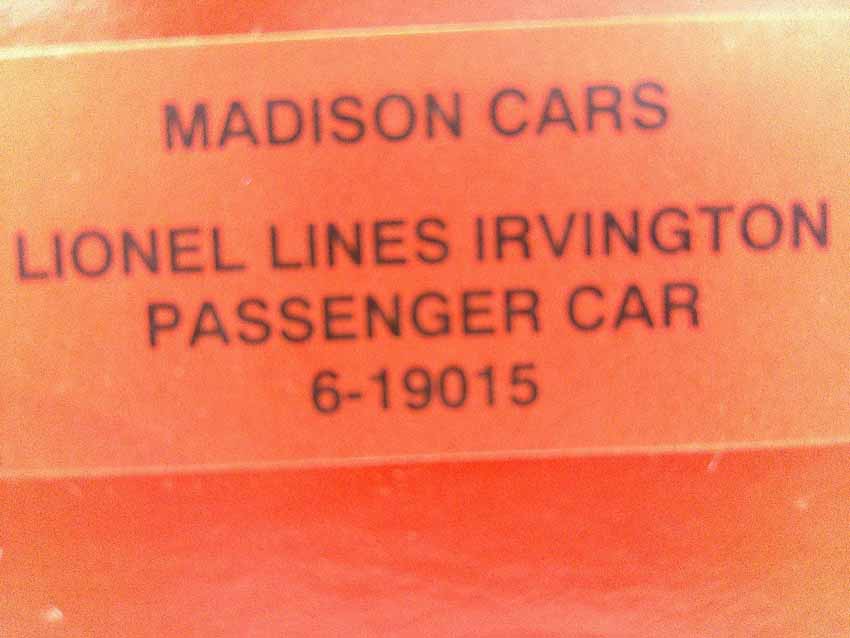 MADISON CARS
LIONEL LINES IRVINGTON
PASSENGER CAR
6-19015